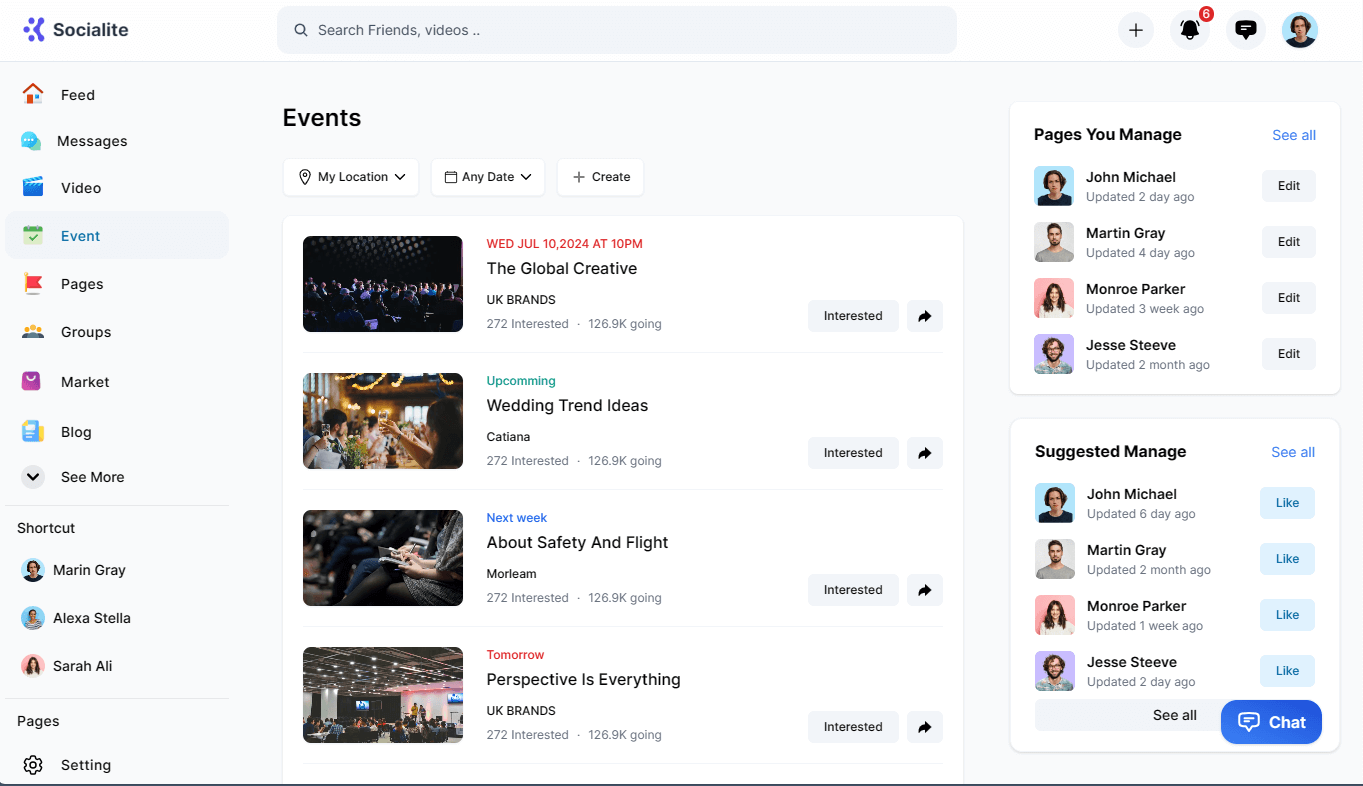 Socialite
Search Friends, videos ..
6
Feed
Messages
Video
Event
Pages
Groups
Market
Blog
See More
Shortcut
Marin Gray
Alexa Stella
Sarah Ali
Pages
Setting
Events
My Location
Any Date
Create
WED JUL 10,2024 AT 10PM
The Global Creative
UK BRANDS
272 Interested · 126.9K going
Interested
Upcomming
Wedding Trend Ideas
Catiana
272 Interested · 126.9K going
Interested
Next week
About Safety And Flight
Morleam
272 Interested · 126.9K going
Interested
Tomorrow
Perspective Is Everything
UK BRANDS
272 Interested · 126.9K going
Interested
Pages You Manage See all
John Michael
Updated 2 day ago
Edit
Martin Gray
Updated 4 day ago
Edit
Monroe Parker
Updated 3 week ago
Edit
Jesse Steeve
Updated 2 month ago
Edit
Suggested Manage See all
John Michael
Updated 6 day ago
Like
Martin Gray
Updated 2 month ago
Like
Monroe Parker
Updated 1 week ago
Like
Jesse Steeve
Updated 2 day ago
Like
See all
Chat